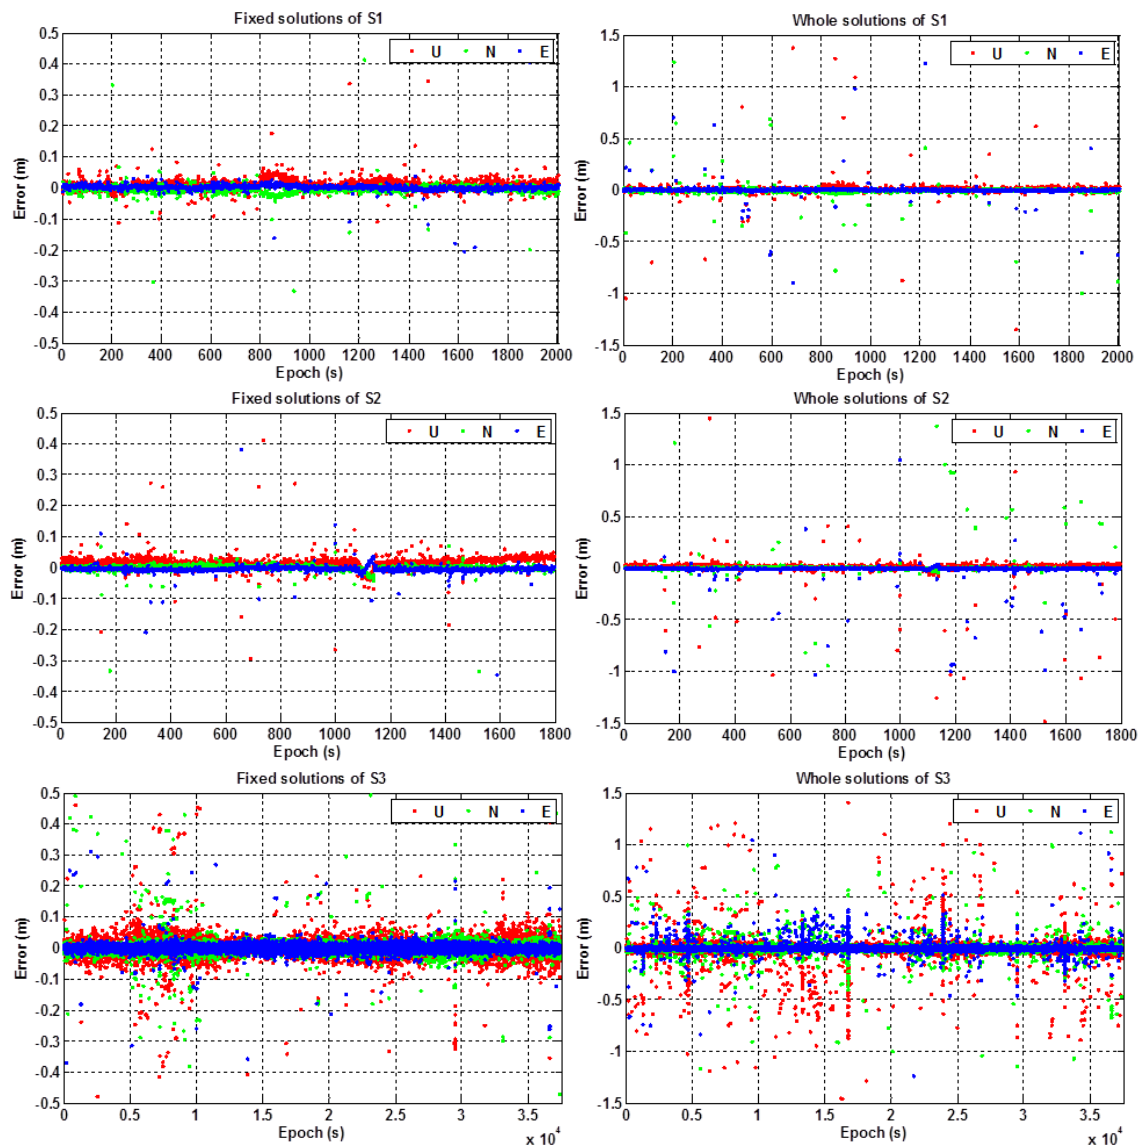 Fixed solutions of S1
U N E
Error (m)
0.5
0.4
0.3
0.2
0.1
0
-0.1
-0.2
-0.3
-0.4
-0.5
0 200 400 600 800 1000 1200 1400 1600 1800 2000
Epoch (s)
Whole solutions of S1
U N E
Error (m)
1.5
1
0.5
0
-0.5
-1
-1.5
0 200 400 600 800 1000 1200 1400 1600 1800 2000
Epoch (s)
Fixed solutions of S2
U N E
Error (m)
0.5
0.4
0.3
0.2
0.1
0
-0.1
-0.2
-0.3
-0.4
-0.5
0 200 400 600 800 1000 1200 1400 1600 1800
Epoch (s)
Whole solutions of S2
U N E
Error (m)
1.5
1
0.5
0
-0.5
-1
-1.5
0 200 400 600 800 1000 1200 1400 1600 1800
Epoch (s)
Fixed solutions of S3
U N E
Error (m)
0.5
0.4
0.3
0.2
0.1
0
-0.1
-0.2
-0.3
-0.4
-0.5
0 0.5 1 1.5 2 2.5 3 3.5
Epoch (s)
x 10^4
Whole solutions of S3
U N E
Error (m)
1.5
1
0.5
0
-0.5
-1
-1.5
0 0.5 1 1.5 2 2.5 3 3.5
Epoch (s)
x 10^4